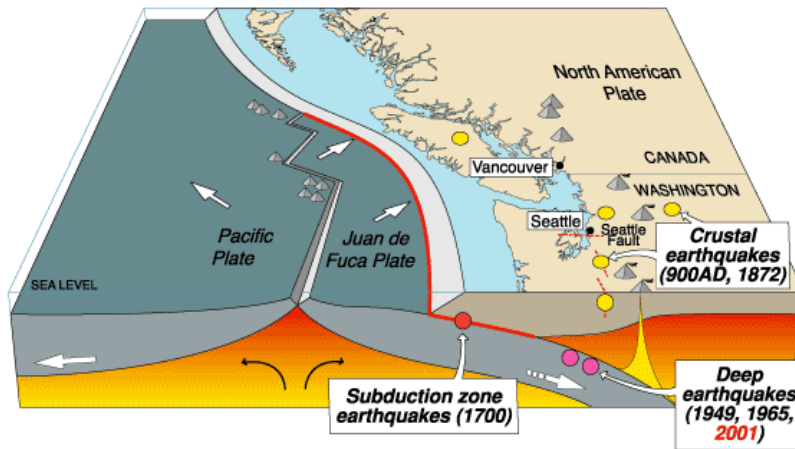 North American
Plate
Vancouver
CANADA
WASHINGTON
Seattle
Seattle
Fault
Pacific
Plate
Juan de
Fuca Plate
Crustal
earthquakes
(900AD, 1872)
SEA LEVEL
Subduction zone
earthquakes (1700)
Deep
earthquakes
(1949, 1965,
2001)